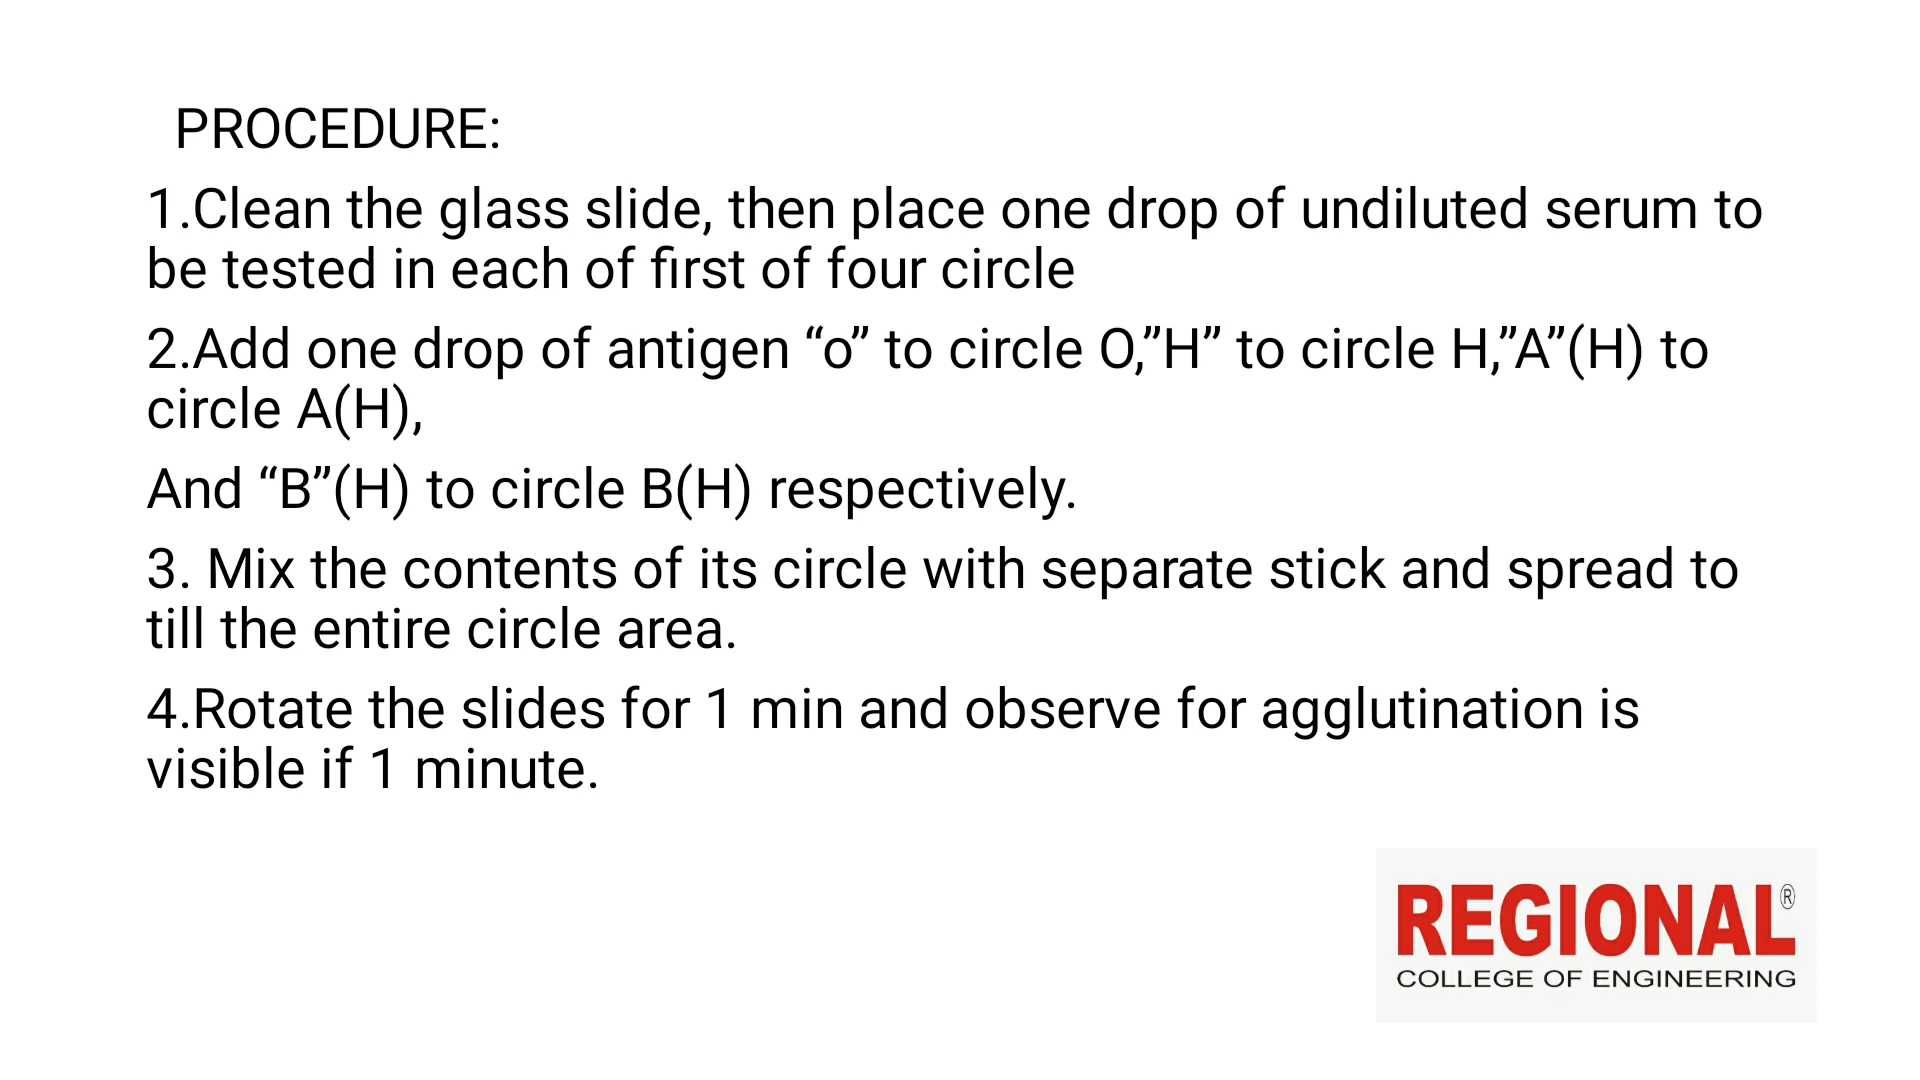 PROCEDURE:
1.Clean the glass slide, then place one drop of undiluted serum to
be tested in each of first of four circle
2.Add one drop of antigen “o” to circle O,”H” to circle H,”A”(H) to
circle A(H),
And “B”(H) to circle B(H) respectively.
3. Mix the contents of its circle with separate stick and spread to
till the entire circle area.
4.Rotate the slides for 1 min and observe for agglutination is
visible if 1 minute.
REGIONAL®
COLLEGE OF ENGINEERING